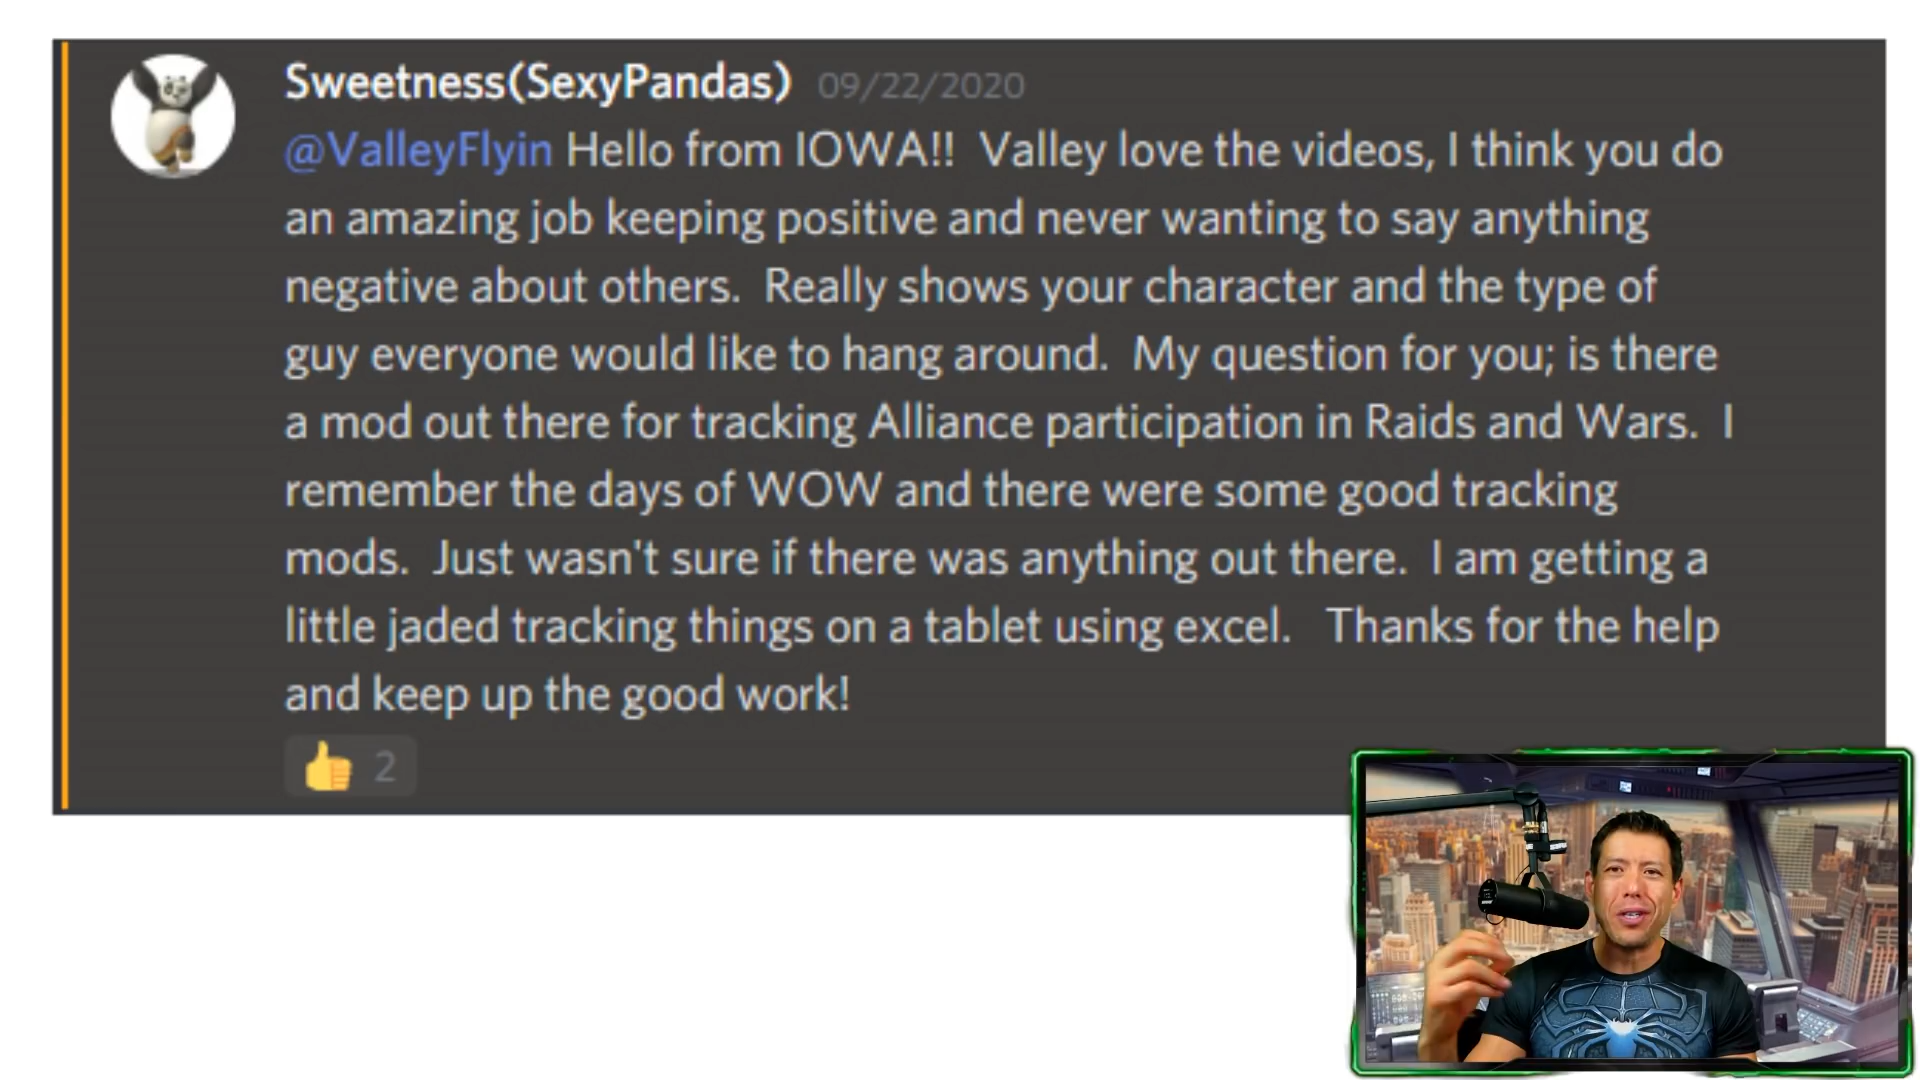 Sweetness(SexyPandas) 09/22/2020
@ValleyFlyin Hello from IOWA!! Valley love the videos, I think you do
an amazing job keeping positive and never wanting to say anything
negative about others. Really shows your character and the type of
guy everyone would like to hang around. My question for you; is there
a mod out there for tracking Alliance participation in Raids and Wars. I
remember the days of WOW and there were some good tracking
mods. Just wasn't sure if there was anything out there. I am getting a
little jaded tracking things on a tablet using excel. Thanks for the help
and keep up the good work!
2